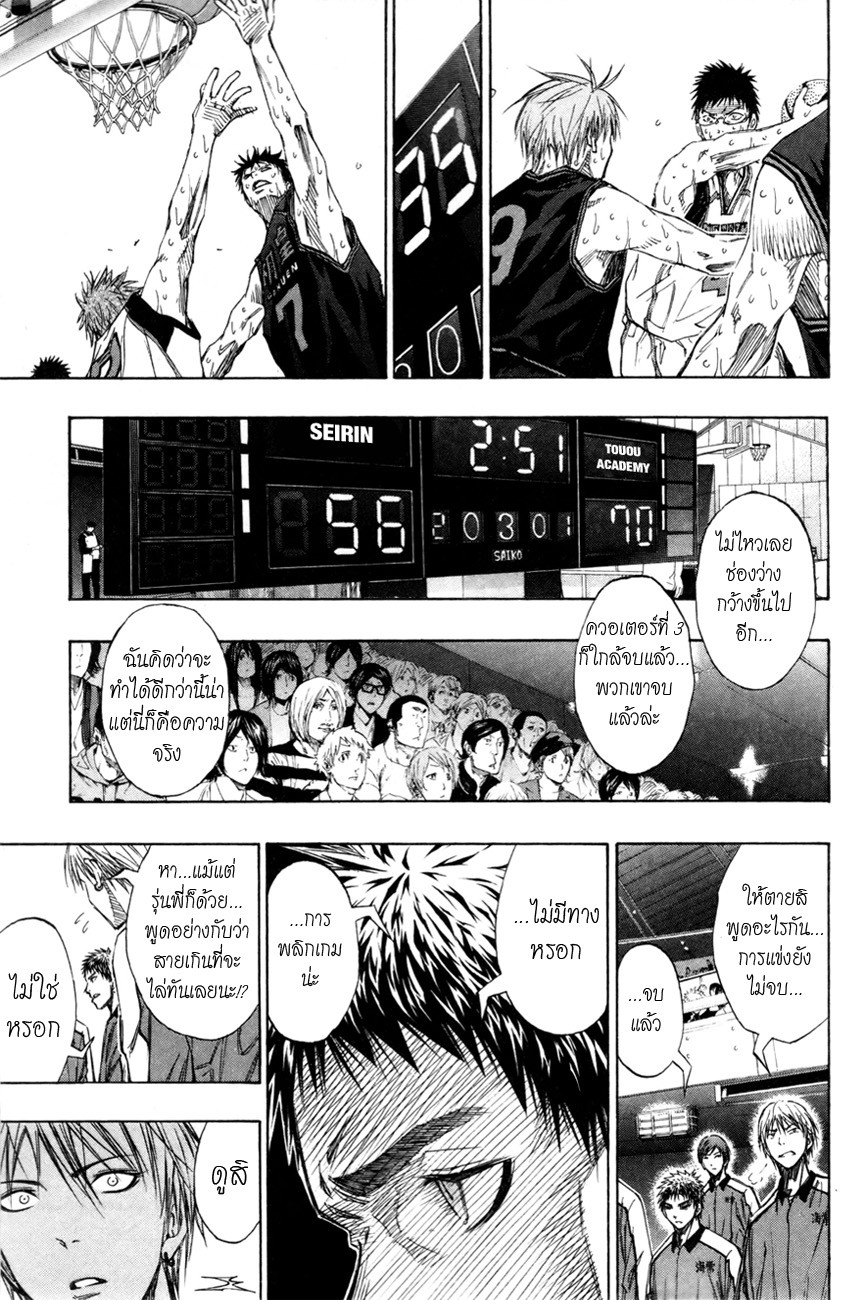 9
35
7
SEIRIN
2:51
TOUOU
ACADEMY
56
2 0 3 0 1
70
SAIKO
ไม่ไหวเลย
ช่องว่าง
กว้างขึ้นไป
อีก...
ควอเตอร์ที่ 3
ก็ใกล้จบแล้ว...
พวกเขาจบ
แล้วล่ะ
ฉันคิดว่าจะ
ทำได้ดีกว่านี้น่า
แต่นี่ก็คือความ
จริง
ให้ตายสิ
พูดอะไรกัน...
การแข่งยัง
ไม่จบ...
...จบ
แล้ว
...ไม่มีทาง
หรอก
...การ
พลิกเกม
น่ะ
หา...แม้แต่
รุ่นพี่ก็ด้วย...
พูดอย่างกับว่า
สายเกินที่จะ
ไล่ทันเลยนะ!?
ไม่ใช่
หรอก
ดูสิ